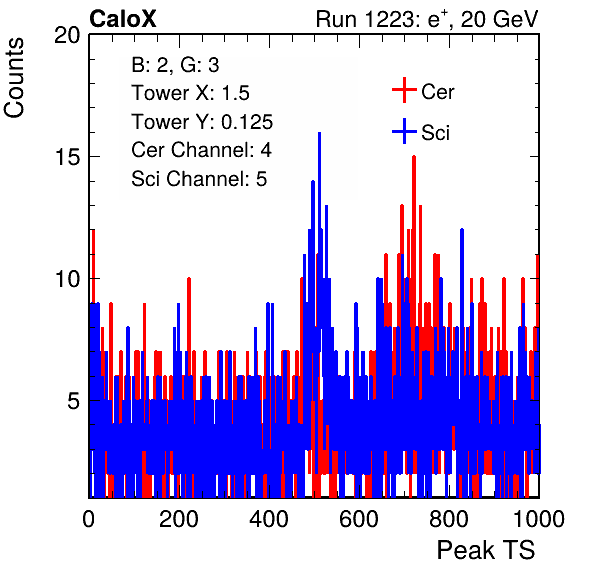 CaloX Run 1223: e+, 20 GeV
Counts
20
15
10
5
B: 2, G: 3
Tower X: 1.5
Tower Y: 0.125
Cer Channel: 4
Sci Channel: 5
Cer
Sci
0 200 400 600 800 1000
Peak TS